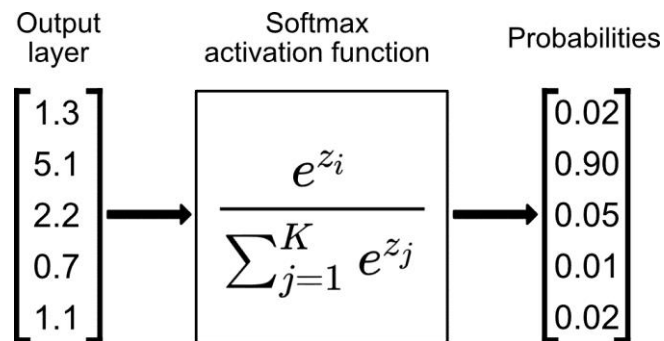 Output
layer
Softmax
activation function
Probabilities
1.3
5.1
2.2
0.7
1.1
e^{z_i}
∑_{j=1}^{K} e^{z_j}
0.02
0.90
0.05
0.01
0.02